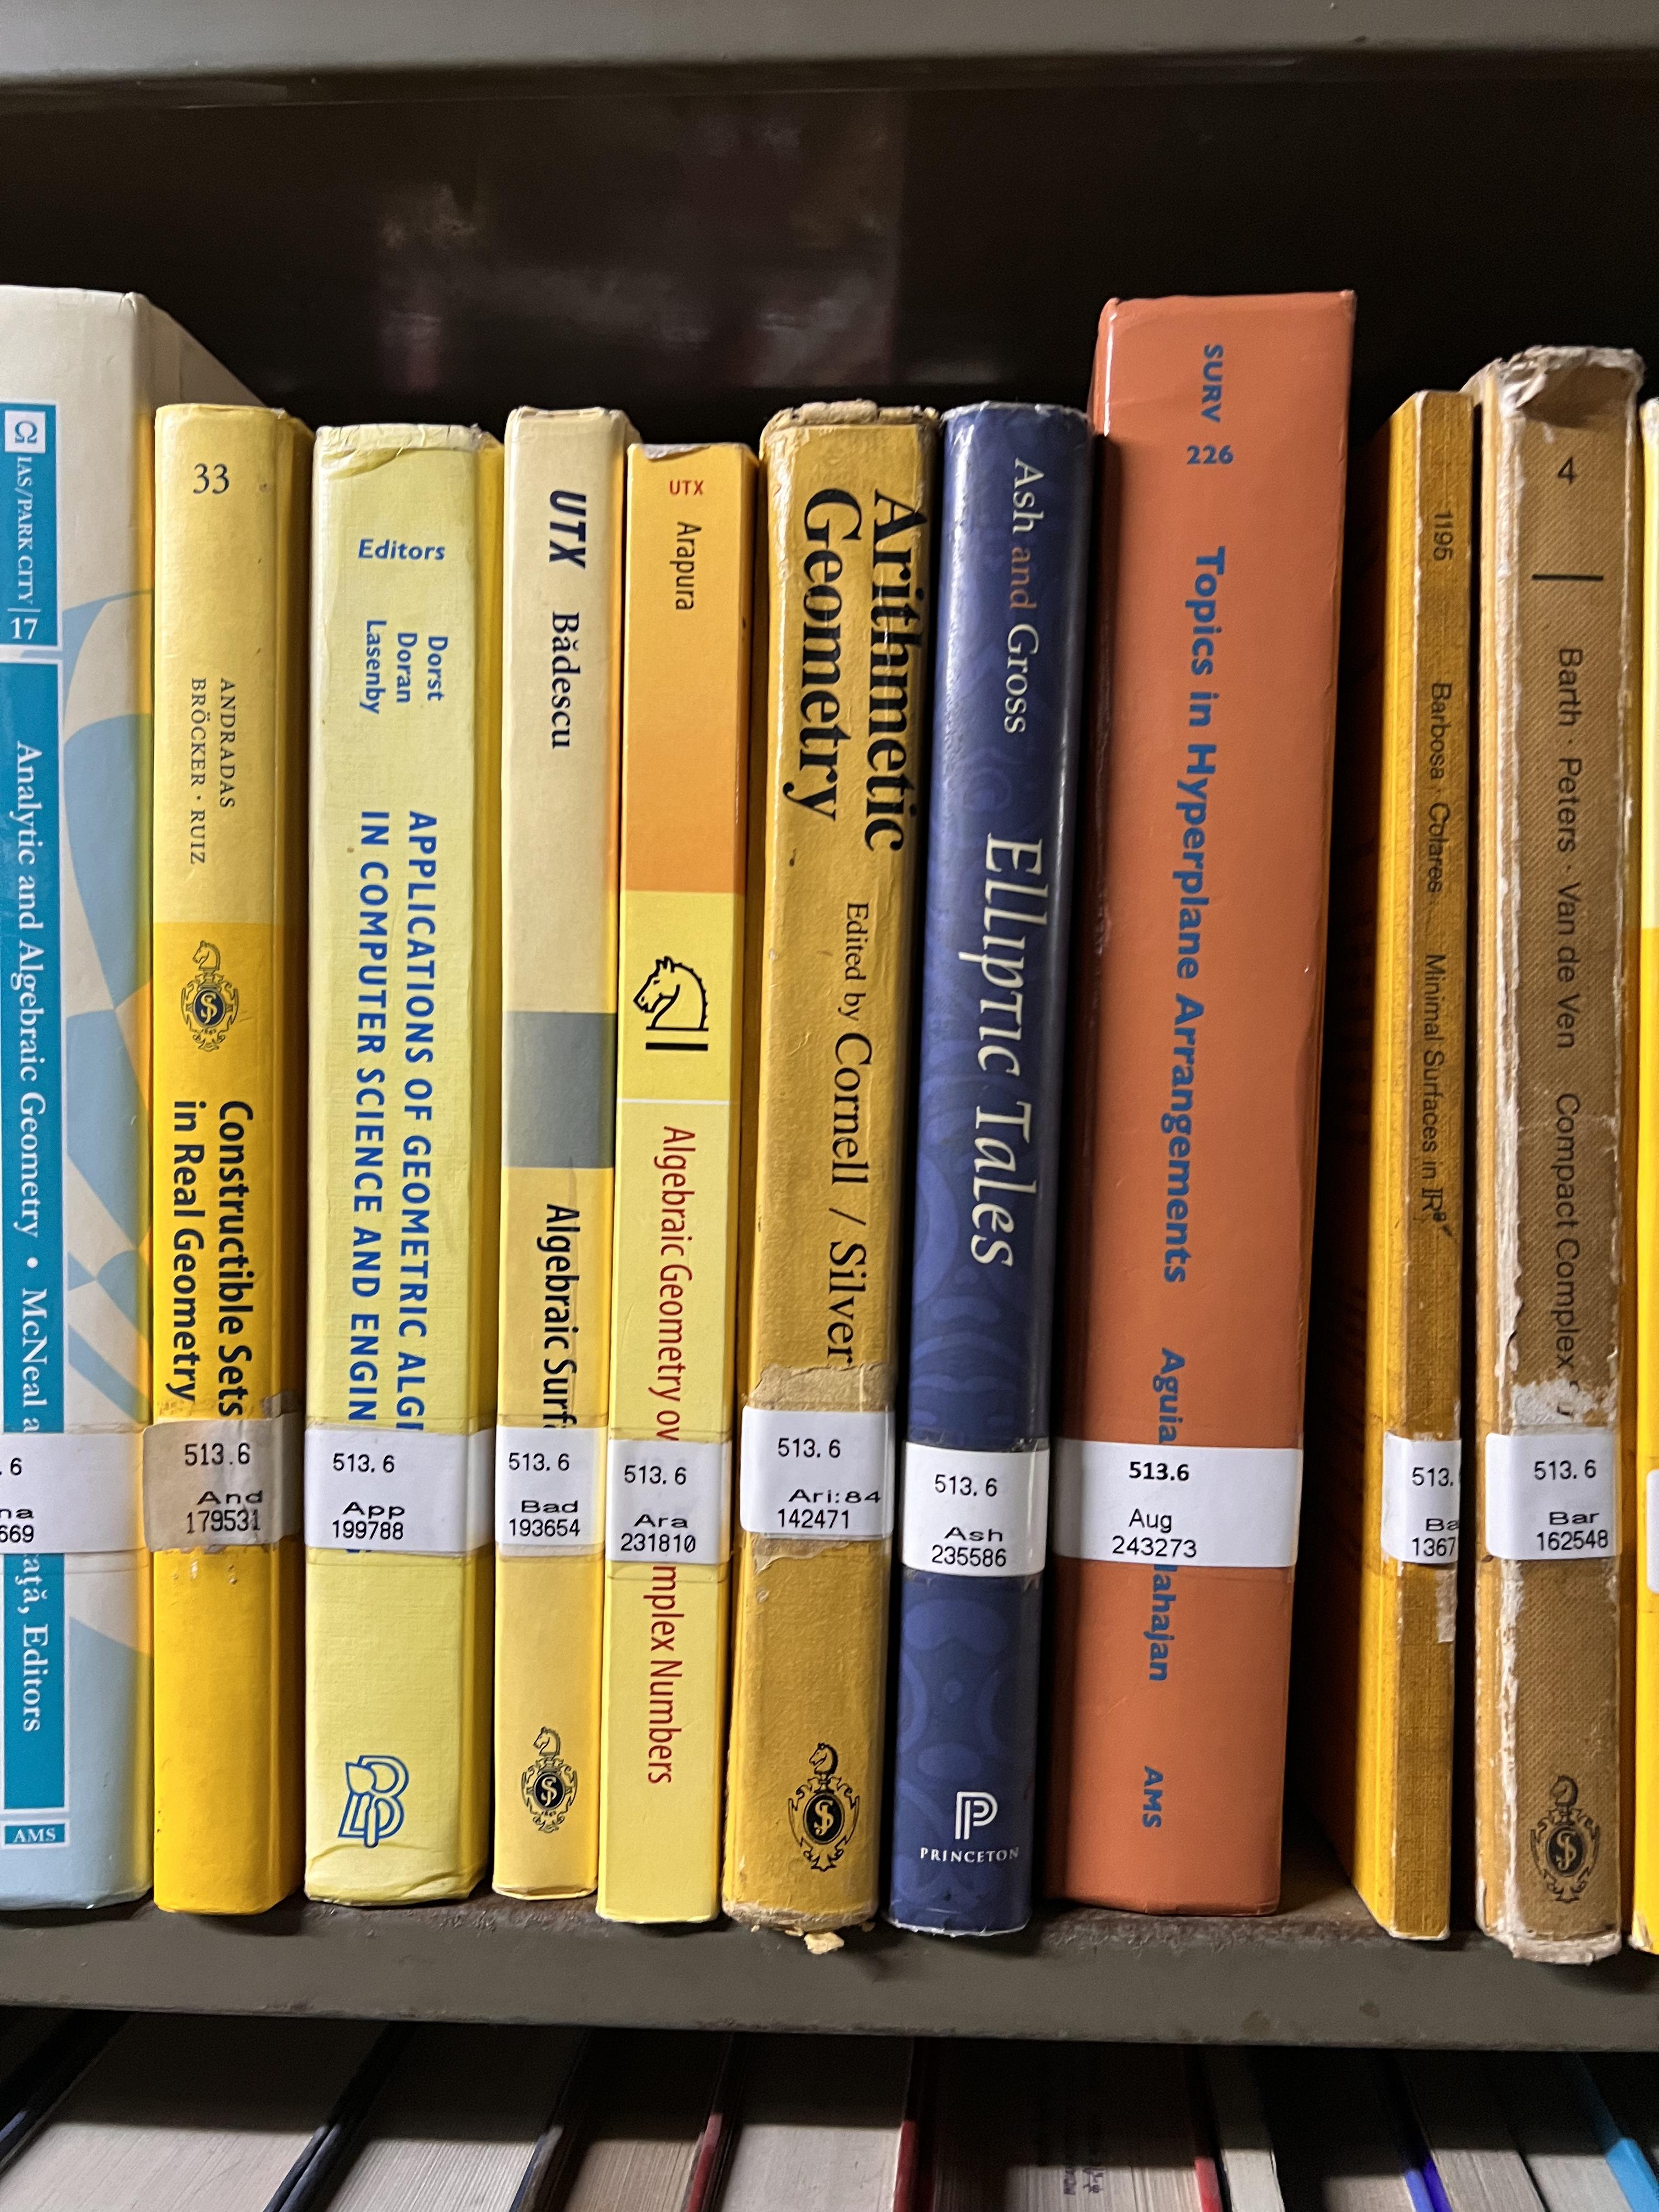 IAS/PARK CITY
17
Analytic and Algebraic Geometry • McNeal a
ață, Editors
AMS
. 6
na
669
33
ANDRADAS
BRÖCKER · RUIZ
Constructible Sets
in Real Geometry
513.6
And
179531
Editors
Dorst
Doran
Lasenby
APPLICATIONS OF GEOMETRIC ALG
IN COMPUTER SCIENCE AND ENGIN
513.6
App
199788
UTX
Bădescu
Algebraic Surf
513.6
Bad
193654
UTX
Arapura
Algebraic Geometry ov
mplex Numbers
513.6
Ara
231810
Arithmetic
Geometry
Edited by Cornell / Silver
513.6
Ari:84
142471
Ash and Gross
Elliptic Tales
513.6
Ash
235586
PRINCETON
SURV
226
Topics in Hyperplane Arrangements
Aguia
lahajan
513.6
Aug
243273
AMS
1195
Barbosa · Colares
Minimal Surfaces in IR³
513.
Ba
1367
4
Barth · Peters · Van de Ven
Compact Complex
513.6
Bar
162548